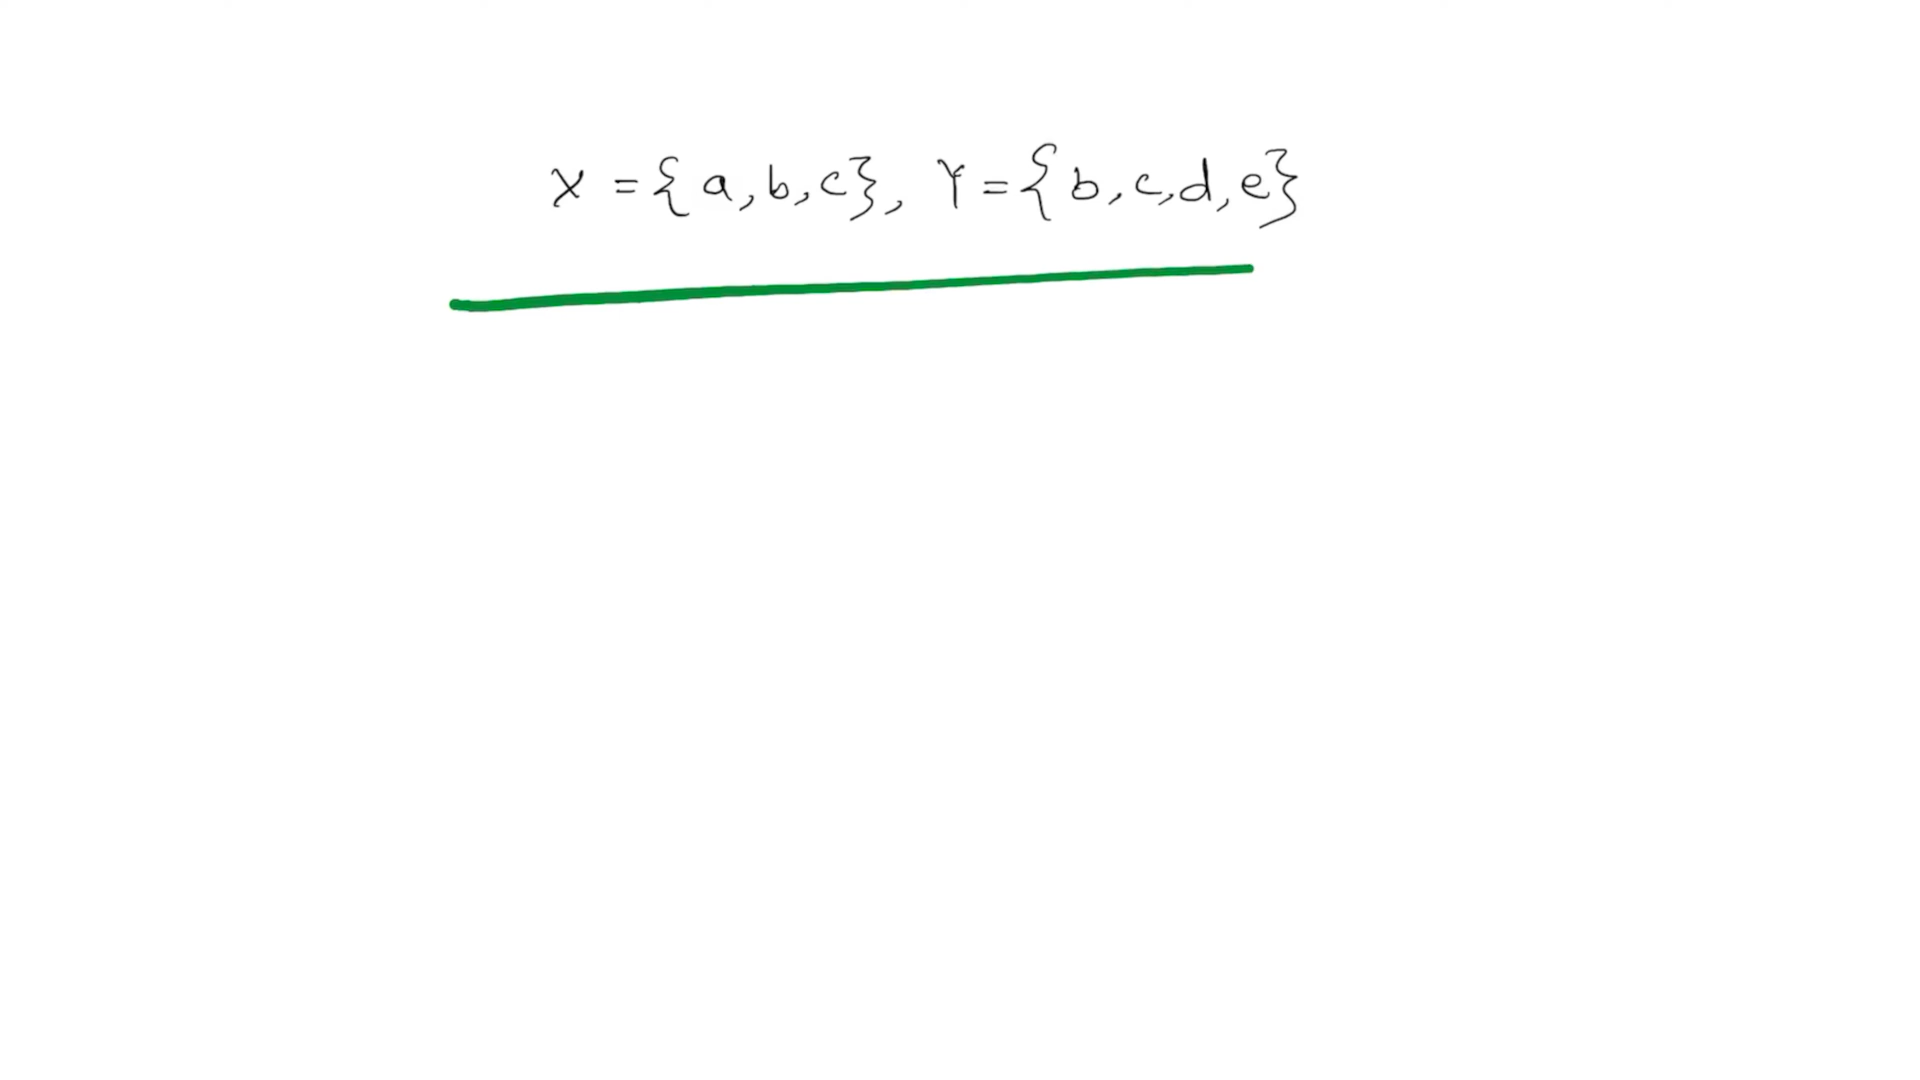 X = {a, b, c}, Y = {b, c, d, e}